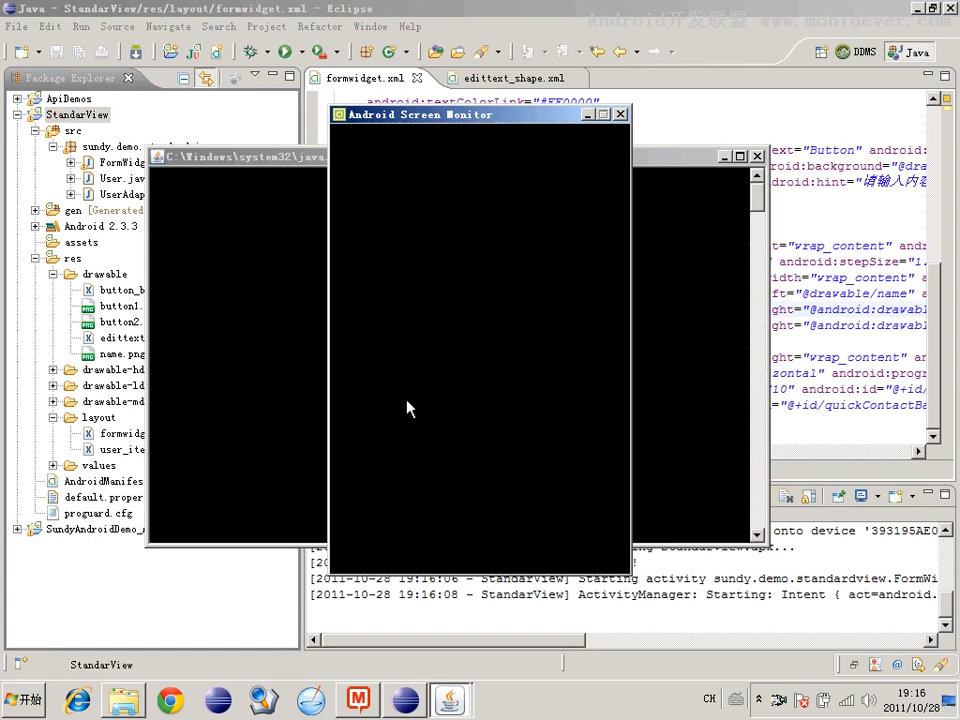 Java - StandarView/res/layout/formwidget.xml - Eclipse
Android开发联盟 www.mobidever.com
File Edit Run Source Navigate Search Project Refactor Window Help
DDMS
Java
Package Explorer
formwidget.xml
edittext_shape.xml
ApiDemos
StandarView
src
sundy.demo.
FormWidg
User.jav
UserAdap
gen [Generated
Android 2.3.3
assets
res
drawable
button_b
button1.
button2.
edittext
name.png
drawable-hd
drawable-ld
drawable-md
layout
formwidg
user_ite
values
AndroidManifes
default.proper
proguard.cfg
SundyAndroidDemo_
C:\Windows\system32\java.
Android Screen Monitor
android:textColorLink="#FF0000"
ext="Button" android:
droid:background="@dra
droid:hint="请输入内容
t="wrap_content" andr
" android:stepSize="1.
idth="wrap_content" a
ft="@drawable/name" a
ght="@android:drawabl
ght="@android:drawabl
ght="wrap_content" an
zontal" android:progr
"10" android:id="@+id/
="@+id/quickContactBa
onto device '393195AE0
[2011-10-28 19:16:06 - StandarView] Starting activity sundy.demo.standardview.FormWi
[2011-10-28 19:16:08 - StandarView] ActivityManager: Starting: Intent { act=android.
StandarView
开始
CH
19:16
2011/10/28